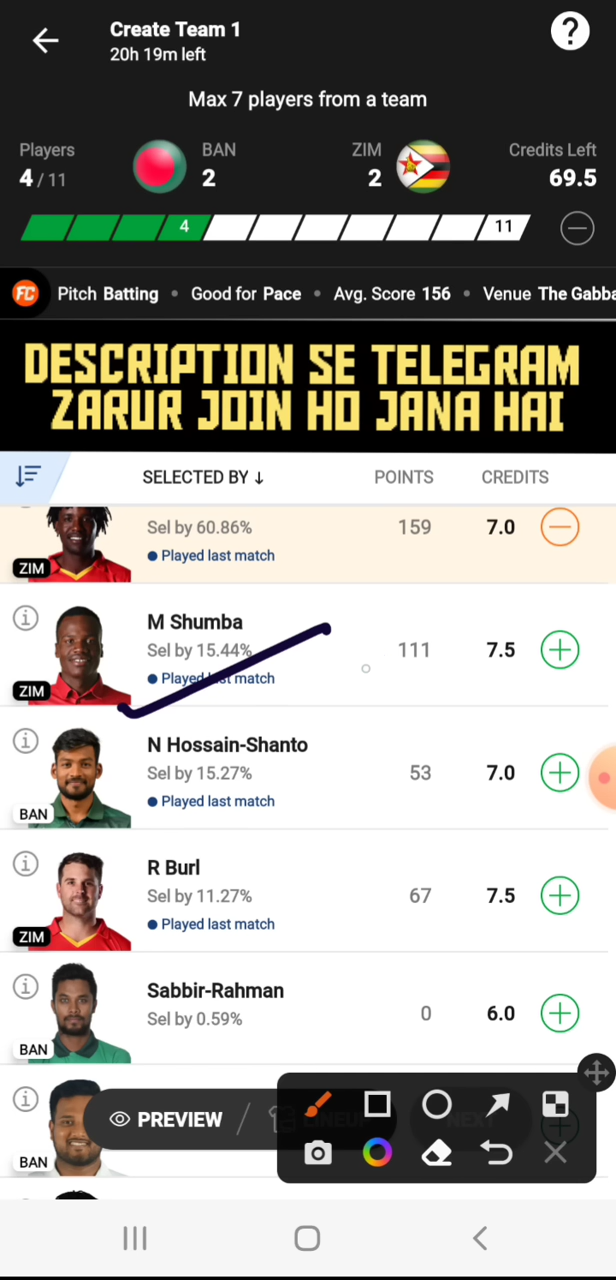 Create Team 1
20h 19m left
?
Max 7 players from a team
Players
4 / 11
BAN
2
ZIM
2
Credits Left
69.5
4
11
FC Pitch Batting • Good for Pace • Avg. Score 156 • Venue The Gabba
DESCRIPTION SE TELEGRAM
ZARUR JOIN HO JANA HAI
SELECTED BY ↓ POINTS CREDITS
Sel by 60.86% 159 7.0
Played last match
ZIM
M Shumba
Sel by 15.44% 111 7.5
Played last match
ZIM
N Hossain-Shanto
Sel by 15.27% 53 7.0
Played last match
BAN
R Burl
Sel by 11.27% 67 7.5
Played last match
ZIM
Sabbir-Rahman
Sel by 0.59% 0 6.0
BAN
PREVIEW / LINEUP NEXT
BAN